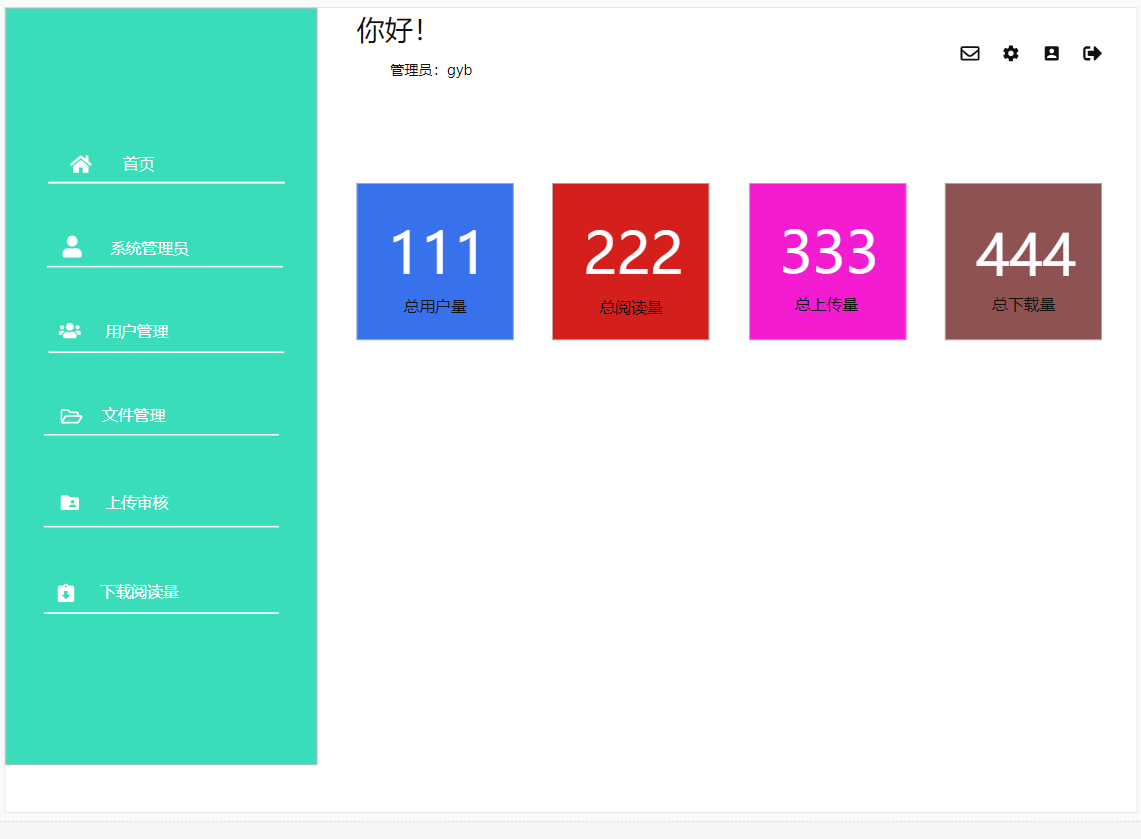 你好！
管理员：gyb
首页
系统管理员
用户管理
文件管理
上传审核
下载阅读量
111
总用户量
222
总阅读量
333
总上传量
444
总下载量